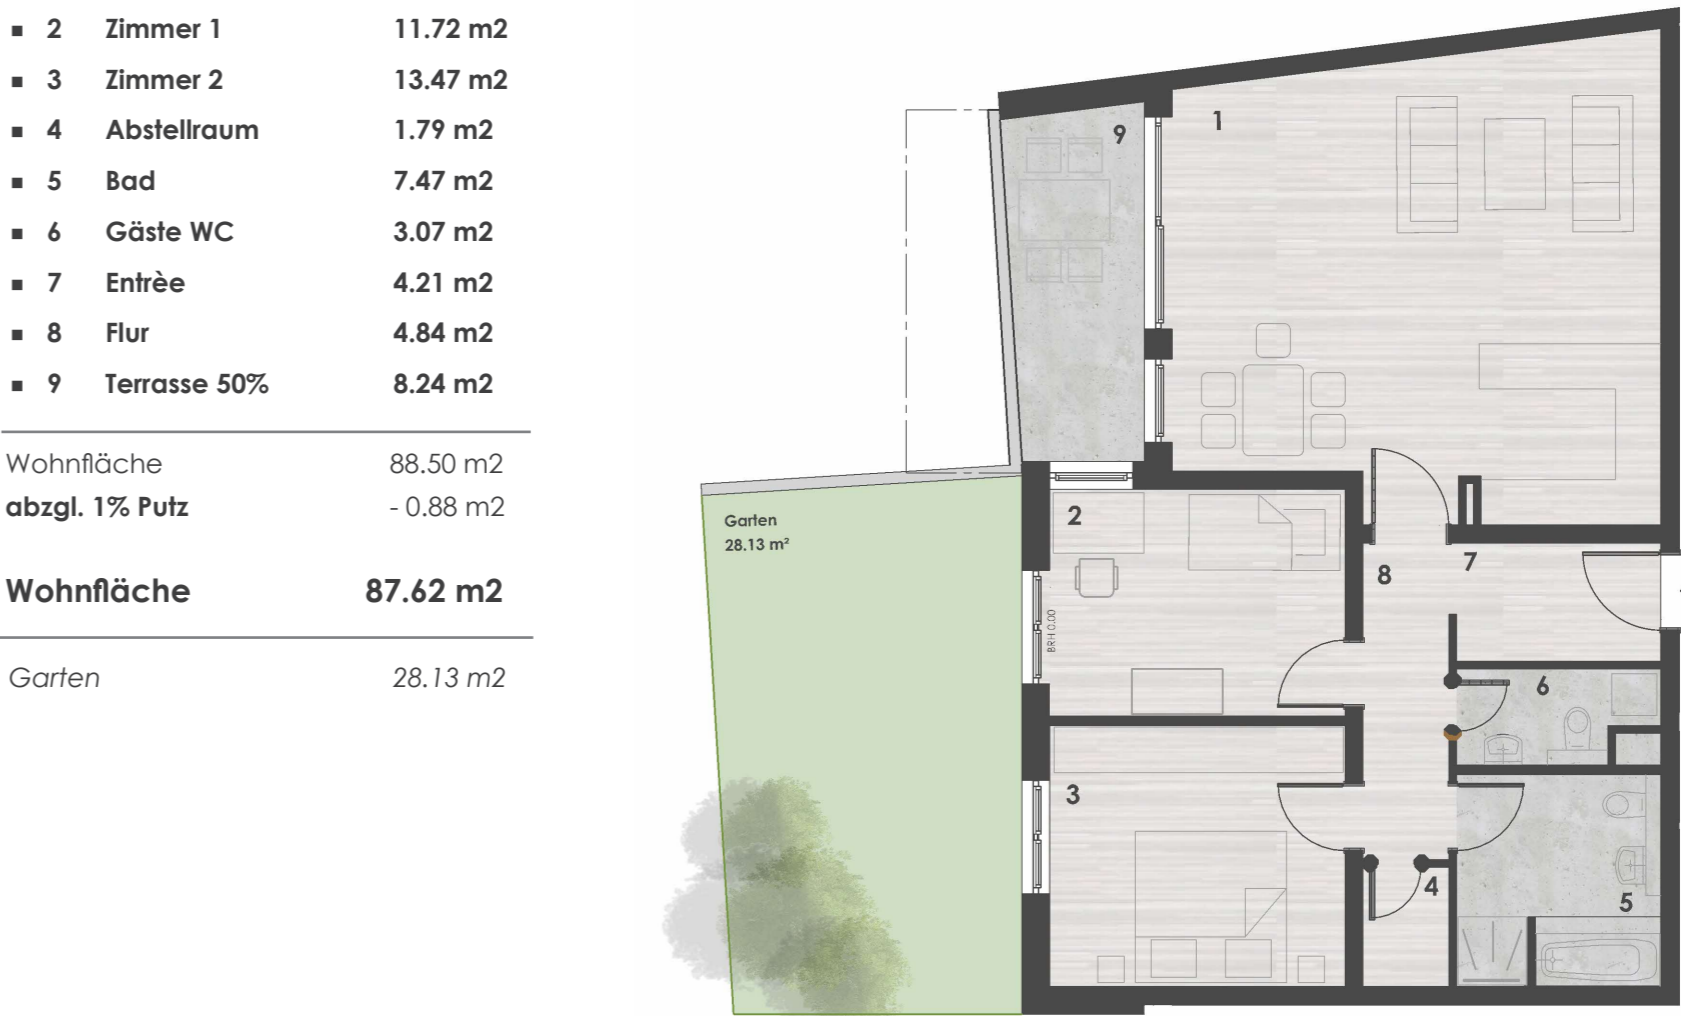 ▪ 2 Zimmer 1 11.72 m2
▪ 3 Zimmer 2 13.47 m2
▪ 4 Abstellraum 1.79 m2
▪ 5 Bad 7.47 m2
▪ 6 Gäste WC 3.07 m2
▪ 7 Entrèe 4.21 m2
▪ 8 Flur 4.84 m2
▪ 9 Terrasse 50% 8.24 m2
Wohnfläche 88.50 m2
abzgl. 1% Putz - 0.88 m2
Wohnfläche 87.62 m2
Garten 28.13 m2
9
1
Garten
28.13 m²
2
8
7
BRH 0.00
6
3
4
5